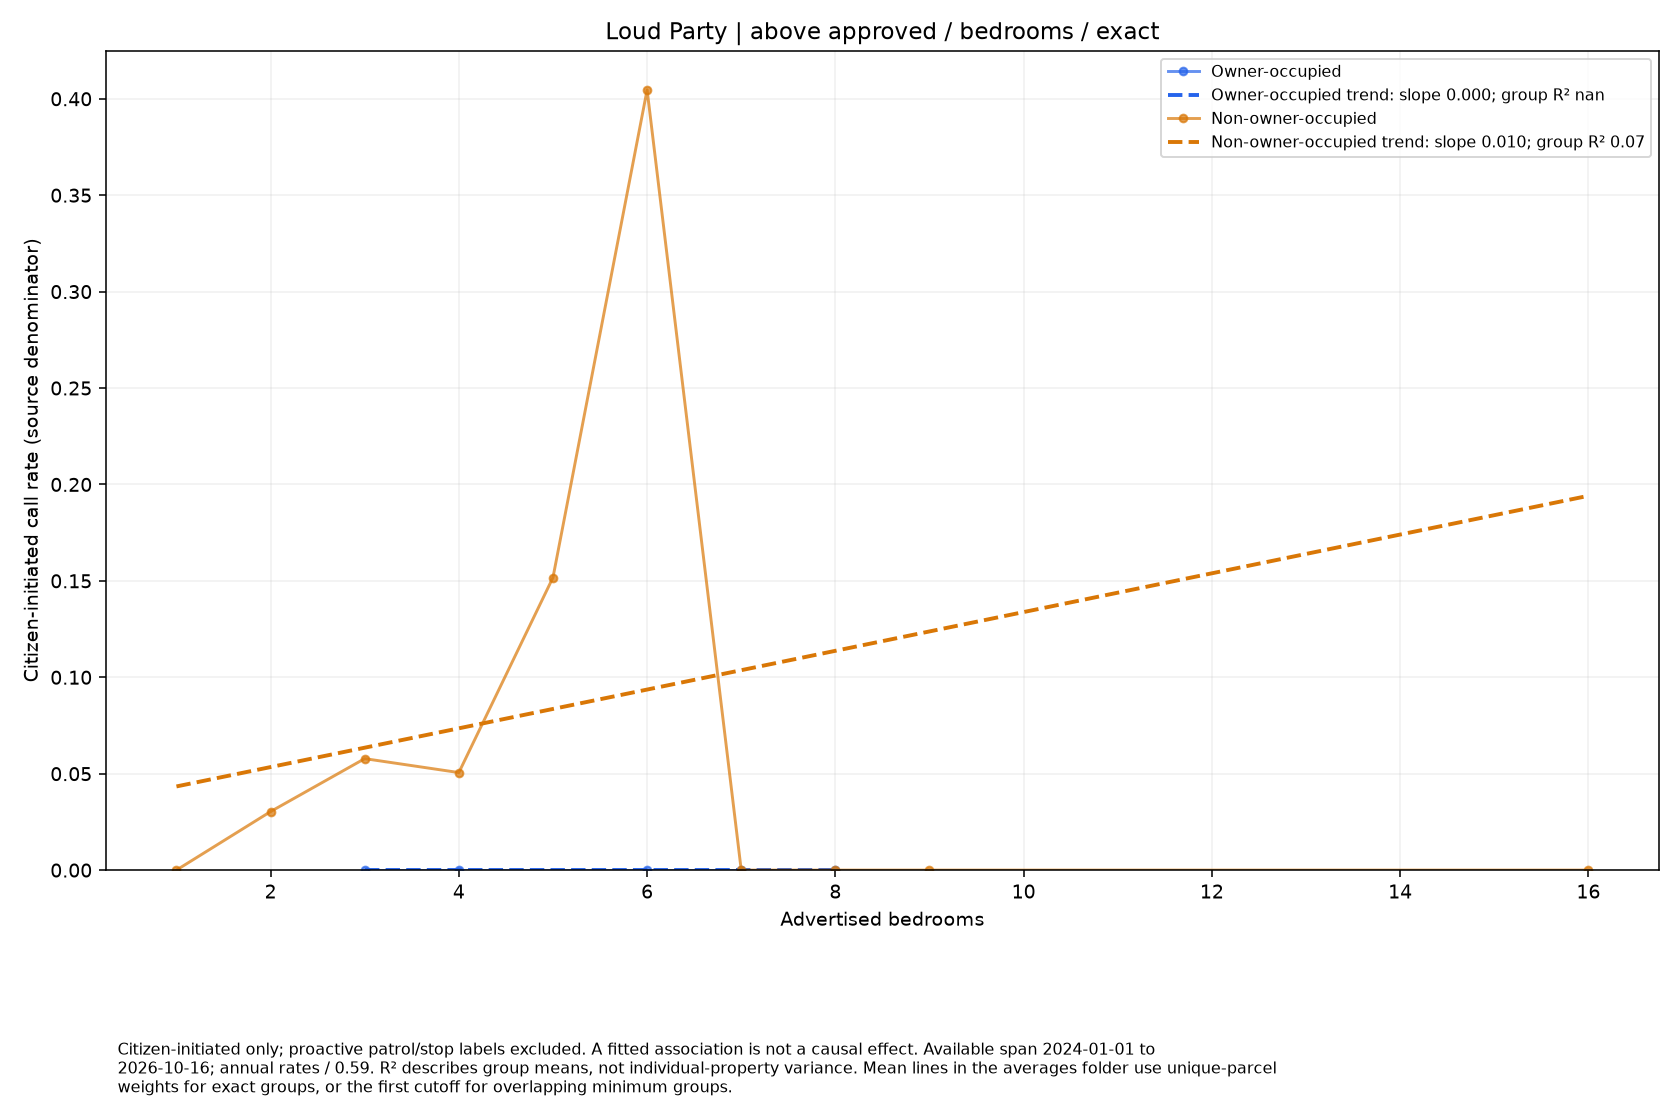 Loud Party | above approved / bedrooms / exact
Owner-occupied
Owner-occupied trend: slope 0.000; group R² nan
Non-owner-occupied
Non-owner-occupied trend: slope 0.010; group R² 0.07
Citizen-initiated call rate (source denominator)
0.40
0.35
0.30
0.25
0.20
0.15
0.10
0.05
0.00
2 4 6 8 10 12 14 16
Advertised bedrooms
Citizen-initiated only; proactive patrol/stop labels excluded. A fitted association is not a causal effect. Available span 2024-01-01 to
2026-10-16; annual rates / 0.59. R² describes group means, not individual-property variance. Mean lines in the averages folder use unique-parcel
weights for exact groups, or the first cutoff for overlapping minimum groups.